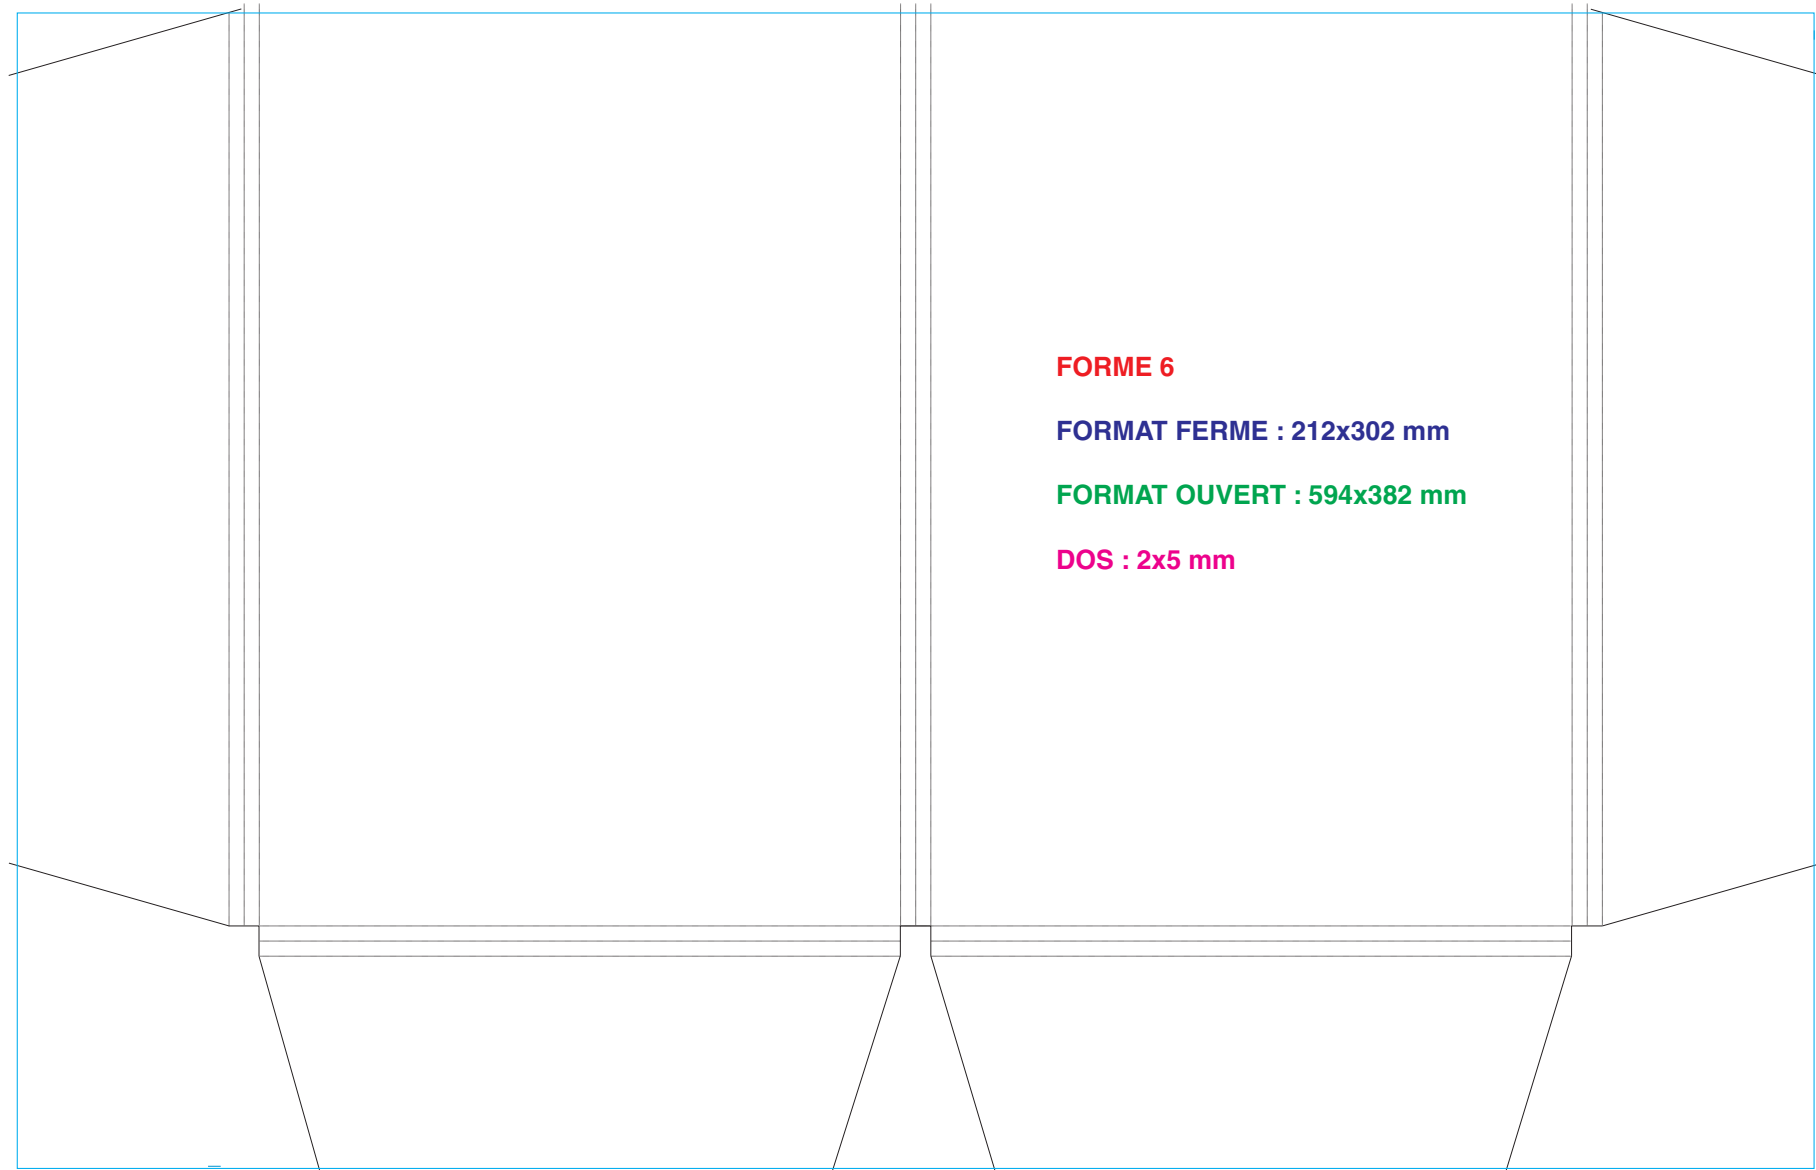 FORME 6
FORMAT FERME : 212x302 mm
FORMAT OUVERT : 594x382 mm
DOS : 2x5 mm